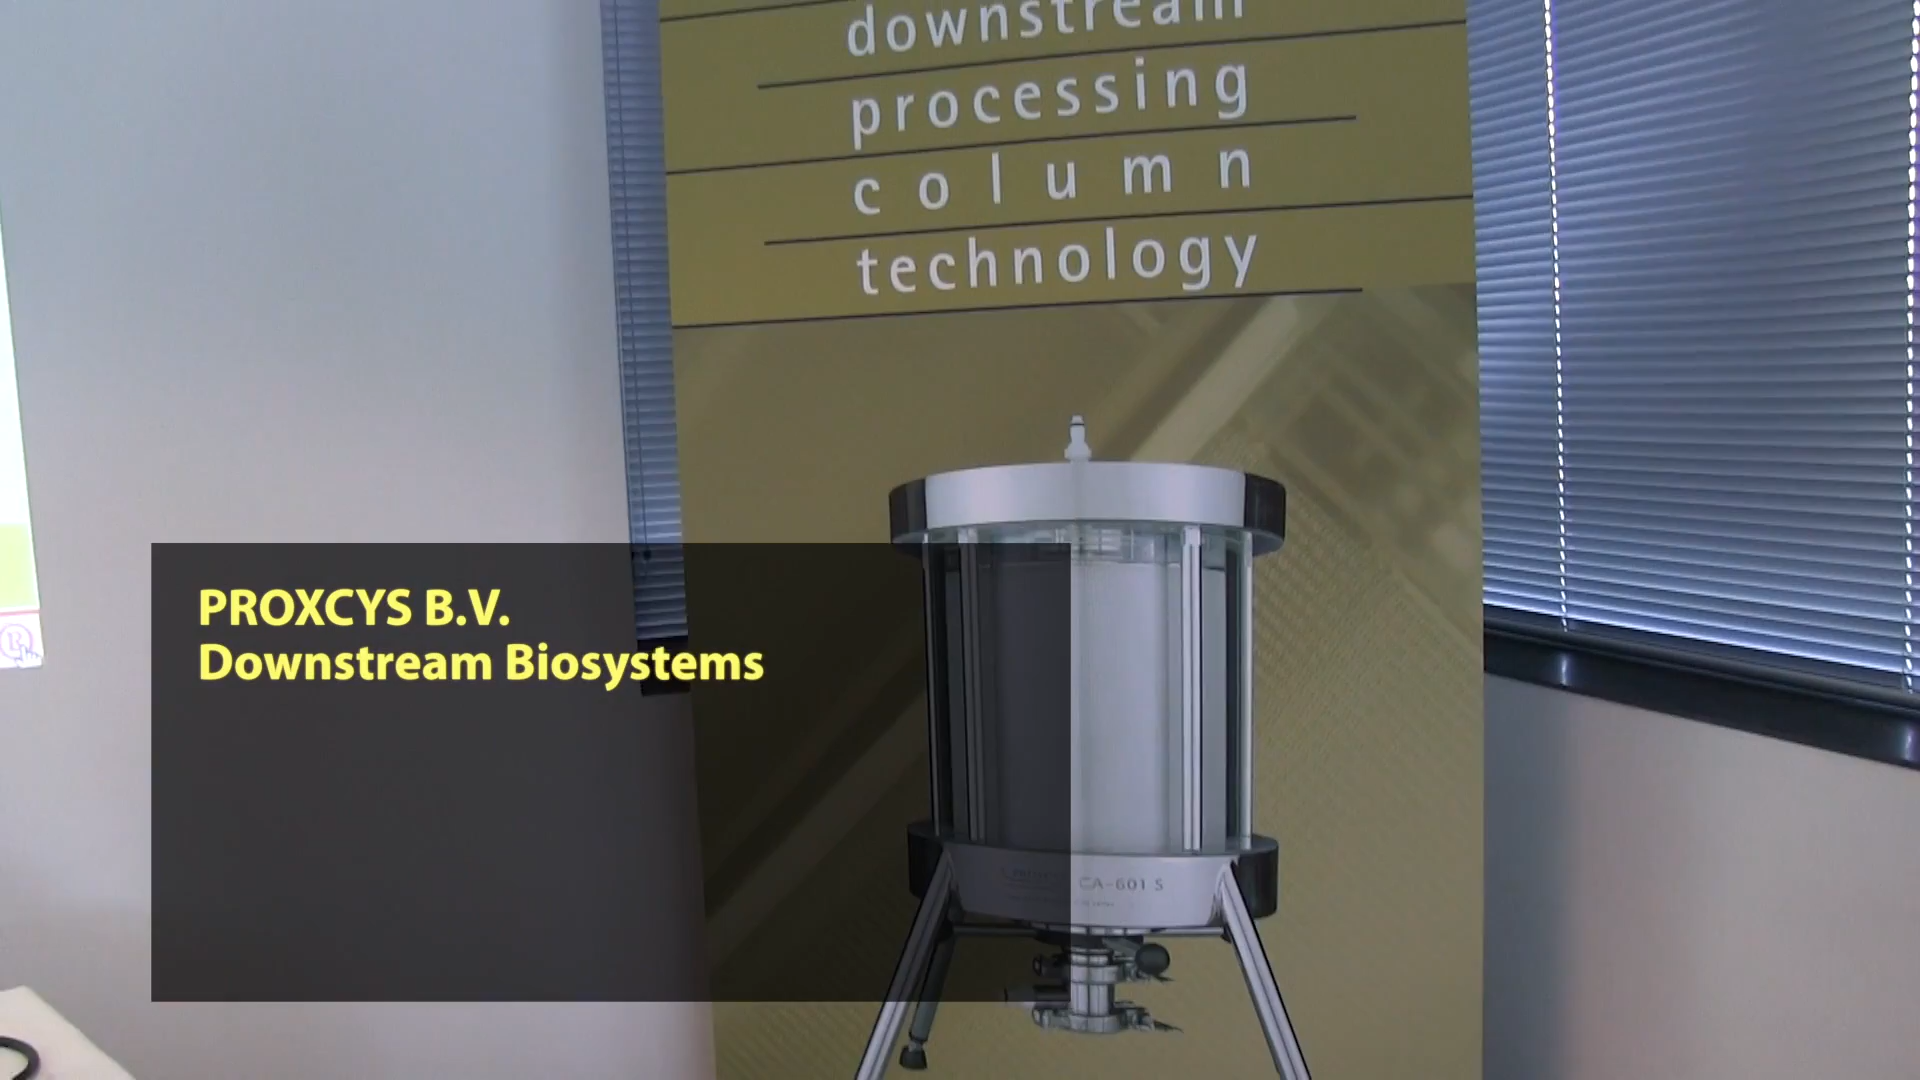 downstream
processing
column
technology
PROXCYS B.V.
Downstream Biosystems
CA-601 S